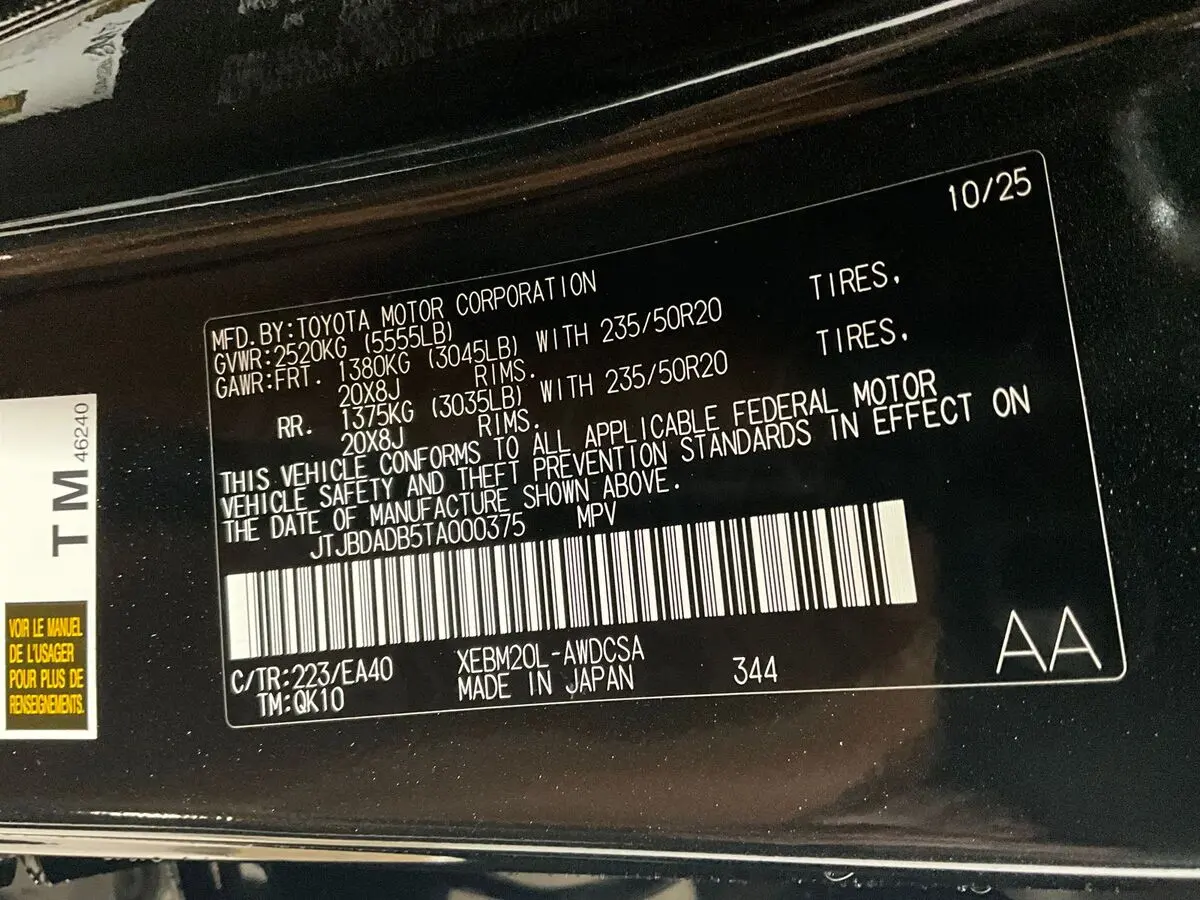 10/25
MFD.BY:TOYOTA MOTOR CORPORATION
GVWR:2520KG (5555LB)
GAWR:FRT. 1380KG (3045LB) WITH 235/50R20 TIRES,
20X8J RIMS.
RR. 1375KG (3035LB) WITH 235/50R20 TIRES,
20X8J RIMS.
THIS VEHICLE CONFORMS TO ALL APPLICABLE FEDERAL MOTOR
VEHICLE SAFETY AND THEFT PREVENTION STANDARDS IN EFFECT ON
THE DATE OF MANUFACTURE SHOWN ABOVE.
JTJBDADB5TA000375 MPV
C/TR:223/EA40 XEBM20L-AWDCSA
TM:QK10 MADE IN JAPAN 344
AA
TM 46240
VOIR LE MANUEL
DE L'USAGER
POUR PLUS DE
RENSEIGNEMENTS.